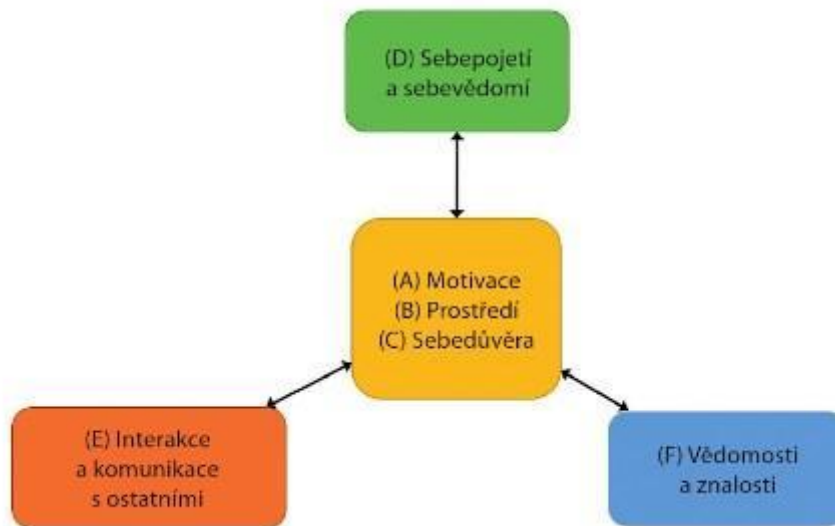 (D) Sebepojetí
a sebevědomí
(A) Motivace
(B) Prostředí
(C) Sebedůvěra
(E) Interakce
a komunikace
s ostatními
(F) Vědomosti
a znalosti